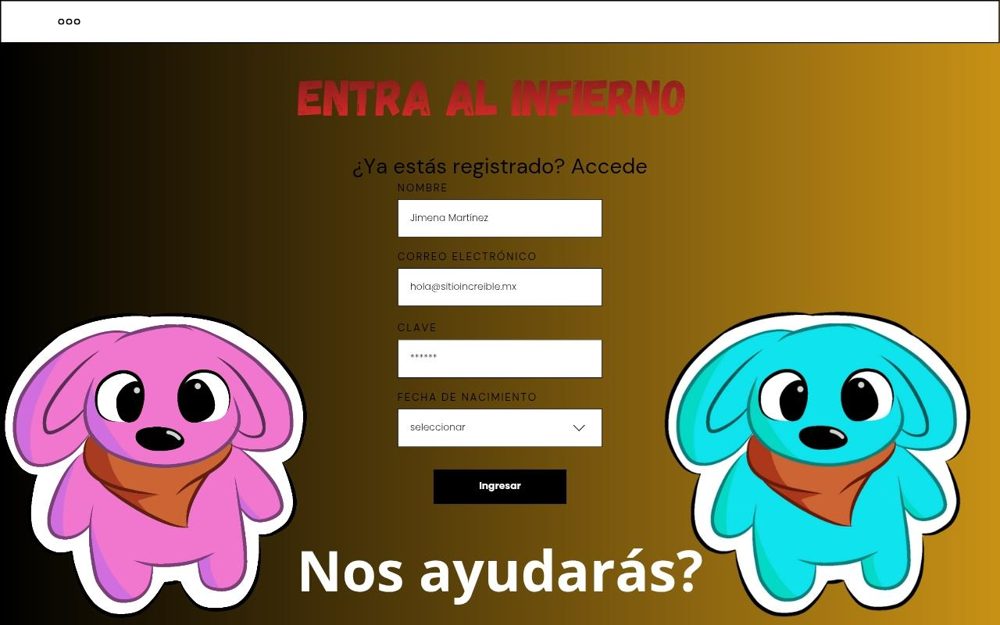 ENTRA AL INFIERNO
¿Ya estás registrado? Accede
NOMBRE
Jimena Martínez
CORREO ELECTRÓNICO
hola@sitioincreible.mx
CLAVE
******
FECHA DE NACIMIENTO
seleccionar
Ingresar
Nos ayudarás?